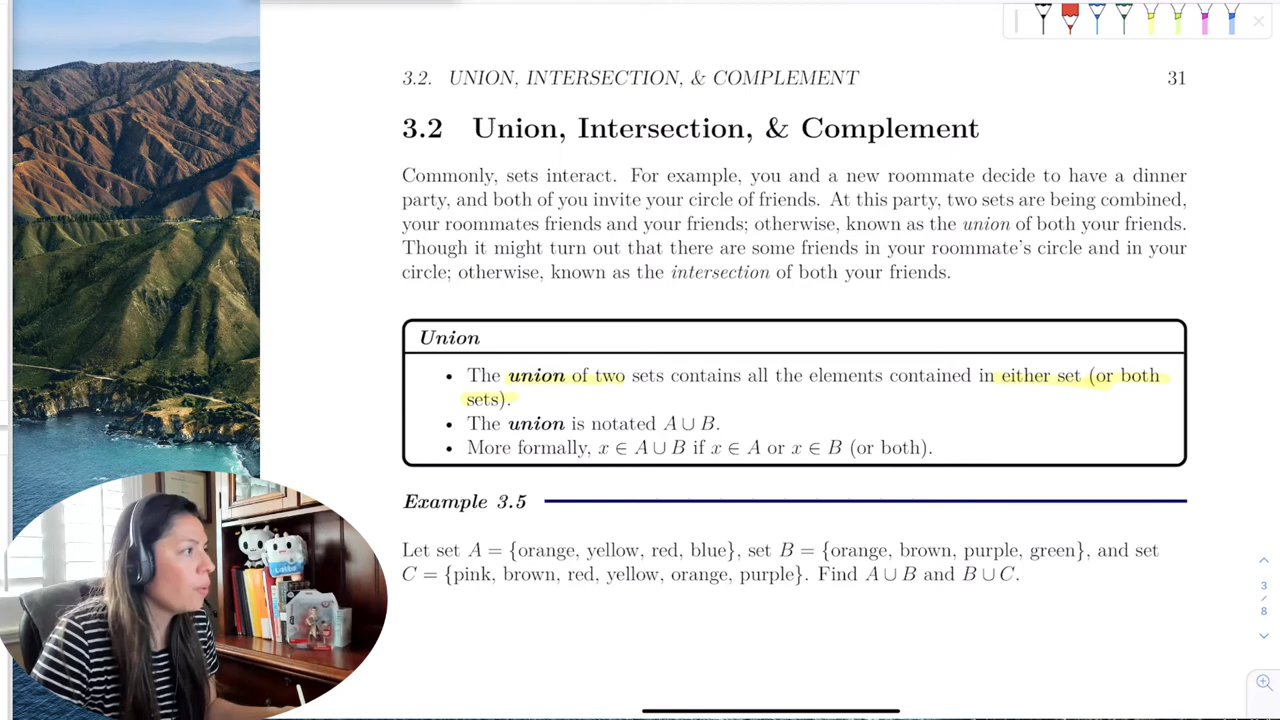 3.2. UNION, INTERSECTION, & COMPLEMENT 31
3.2 Union, Intersection, & Complement
Commonly, sets interact. For example, you and a new roommate decide to have a dinner
party, and both of you invite your circle of friends. At this party, two sets are being combined,
your roommates friends and your friends; otherwise, known as the union of both your friends.
Though it might turn out that there are some friends in your roommate's circle and in your
circle; otherwise, known as the intersection of both your friends.
Union
• The union of two sets contains all the elements contained in either set (or both
sets).
• The union is notated A ∪ B.
• More formally, x ∈ A ∪ B if x ∈ A or x ∈ B (or both).
Example 3.5
Let set A = {orange, yellow, red, blue}, set B = {orange, brown, purple, green}, and set
C = {pink, brown, red, yellow, orange, purple}. Find A ∪ B and B ∪ C.
3
/
8